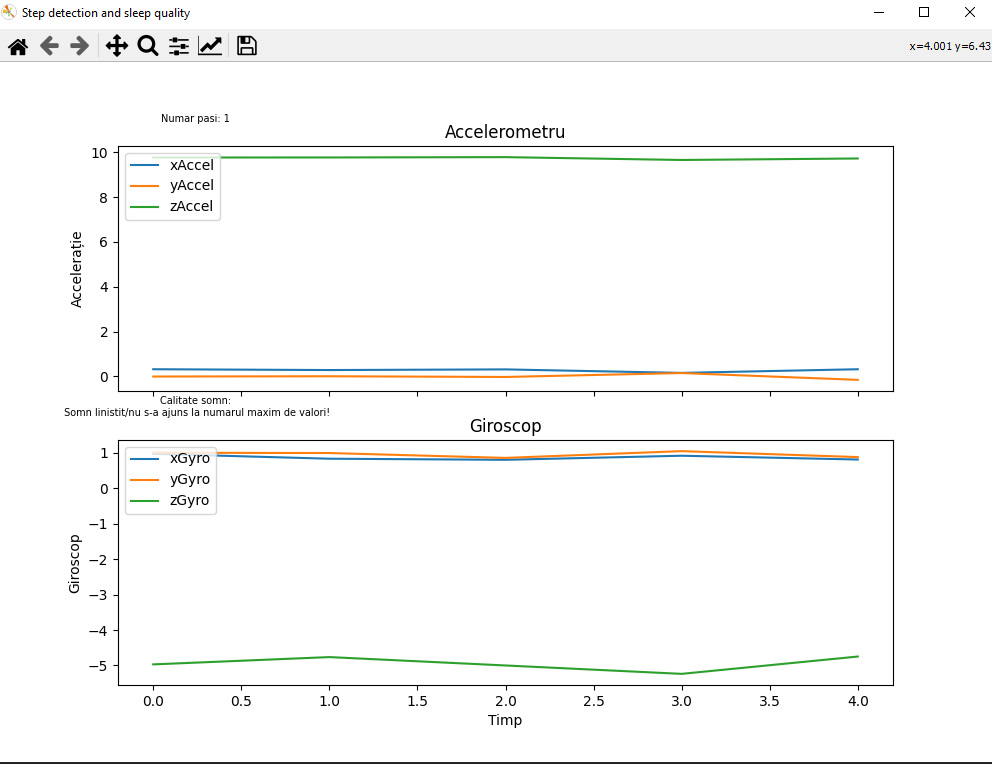 Step detection and sleep quality
x=4.001 y=6.43
Numar pasi: 1
Accelerometru
10
8
6
4
2
0
Accelerație
xAccel
yAccel
zAccel
Calitate somn:
Somn linistit/nu s-a ajuns la numarul maxim de valori!
Giroscop
1
0
−1
−2
−3
−4
−5
Giroscop
xGyro
yGyro
zGyro
0.0 0.5 1.0 1.5 2.0 2.5 3.0 3.5 4.0
Timp